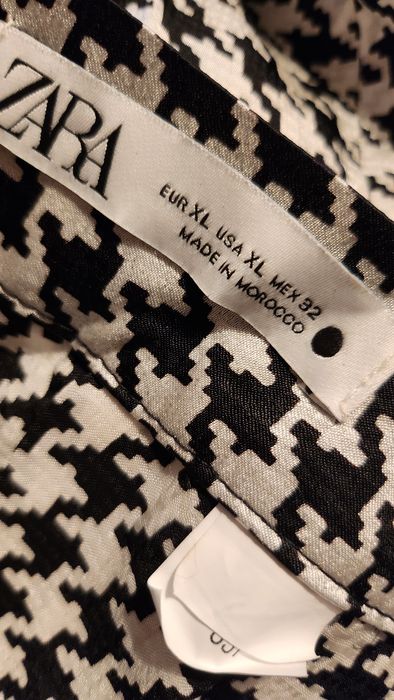 ZARA
EUR XL USA XL MEX 32
MADE IN MOROCCO